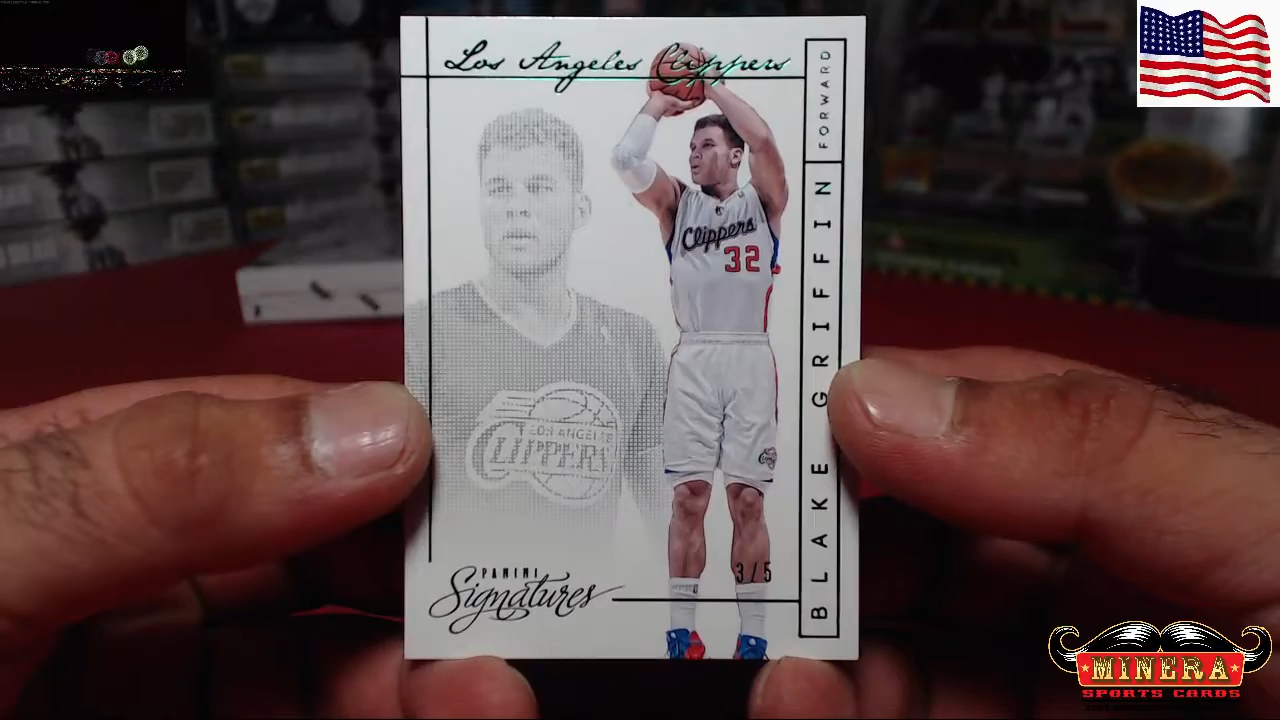 Los Angeles Clippers
FORWARD
BLAKE GRIFFIN
Clippers
32
LOS ANGELES
CLIPPERS
3/5
PANINI
Signatures
MINERA
SPORTS CARDS